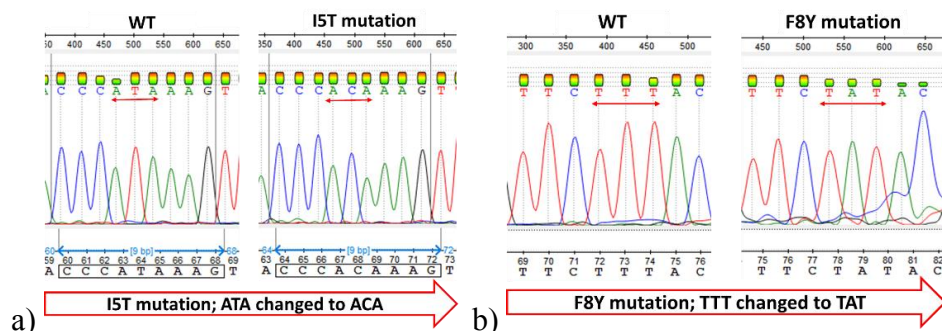 WT
50 400 450 500 550 600 650
A C C C A T A A A G T
60 [9 bp] 68
59 60 61 62 63 64 65 66 67 68 69
A C C C A T A A A G T
I5T mutation
350 400 450 500 550 600 650
A C C C A C A A A G T T
64 [9 bp] 72
63 64 65 66 67 68 69 70 71 72 73
A C C C A C A A A G T
a) I5T mutation; ATA changed to ACA
WT
300 350 400 450 500
T T C T T T A C
69 70 71 72 73 74 75 76
T T C T T T A C
F8Y mutation
450 500 550 600 650
T T C T A T A C
75 76 77 78 79 80 81 82
T T C T A T A C
b) F8Y mutation; TTT changed to TAT